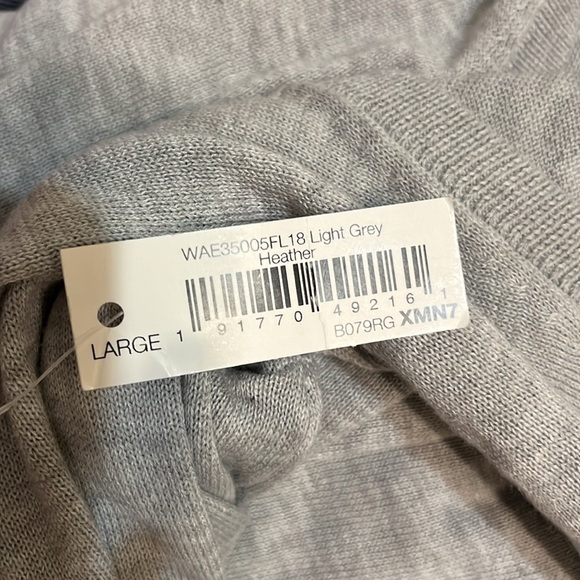 WAE35005FL18 Light Grey
Heather
LARGE 1 91770 49216 1
B079RG XMN7